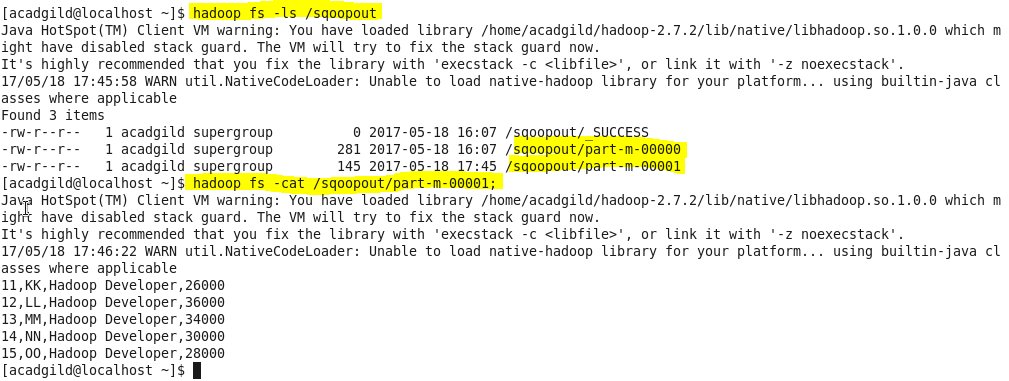 [acadgild@localhost ~]$ hadoop fs -ls /sqoopout
Java HotSpot(TM) Client VM warning: You have loaded library /home/acadgild/hadoop-2.7.2/lib/native/libhadoop.so.1.0.0 which m
ight have disabled stack guard. The VM will try to fix the stack guard now.
It's highly recommended that you fix the library with 'execstack -c <libfile>', or link it with '-z noexecstack'.
17/05/18 17:45:58 WARN util.NativeCodeLoader: Unable to load native-hadoop library for your platform... using builtin-java cl
asses where applicable
Found 3 items
-rw-r--r--   1 acadgild supergroup          0 2017-05-18 16:07 /sqoopout/_SUCCESS
-rw-r--r--   1 acadgild supergroup        281 2017-05-18 16:07 /sqoopout/part-m-00000
-rw-r--r--   1 acadgild supergroup        145 2017-05-18 17:45 /sqoopout/part-m-00001
[acadgild@localhost ~]$ hadoop fs -cat /sqoopout/part-m-00001;
Java HotSpot(TM) Client VM warning: You have loaded library /home/acadgild/hadoop-2.7.2/lib/native/libhadoop.so.1.0.0 which m
ight have disabled stack guard. The VM will try to fix the stack guard now.
It's highly recommended that you fix the library with 'execstack -c <libfile>', or link it with '-z noexecstack'.
17/05/18 17:46:22 WARN util.NativeCodeLoader: Unable to load native-hadoop library for your platform... using builtin-java cl
asses where applicable
11,KK,Hadoop Developer,26000
12,LL,Hadoop Developer,36000
13,MM,Hadoop Developer,34000
14,NN,Hadoop Developer,30000
15,OO,Hadoop Developer,28000
[acadgild@localhost ~]$